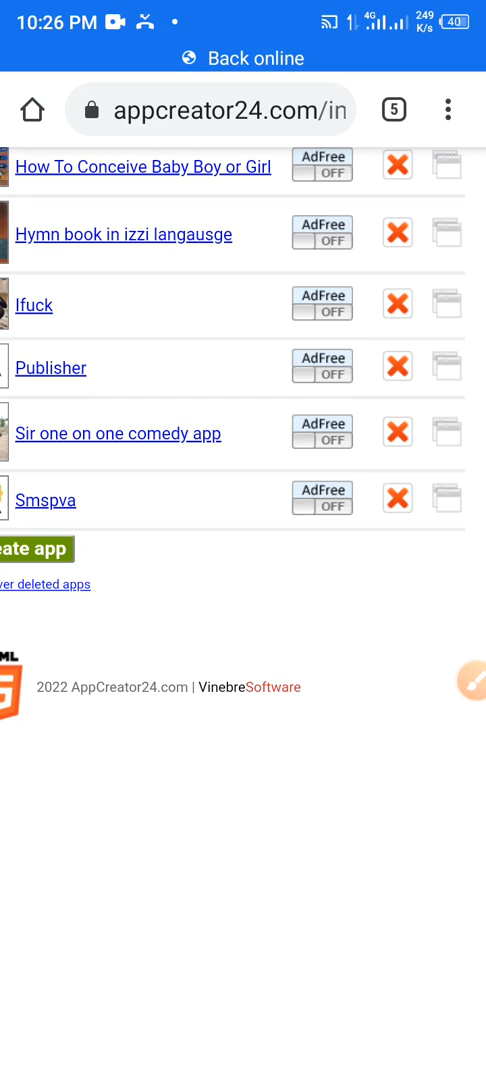 10:26 PM 4G 249 K/s 40
Back online
appcreator24.com/in 5
How To Conceive Baby Boy or Girl AdFree OFF
Hymn book in izzi langausge AdFree OFF
Ifuck AdFree OFF
Publisher AdFree OFF
Sir one on one comedy app AdFree OFF
Smspva AdFree OFF
eate app
ver deleted apps
ML
2022 AppCreator24.com | VinebreSoftware